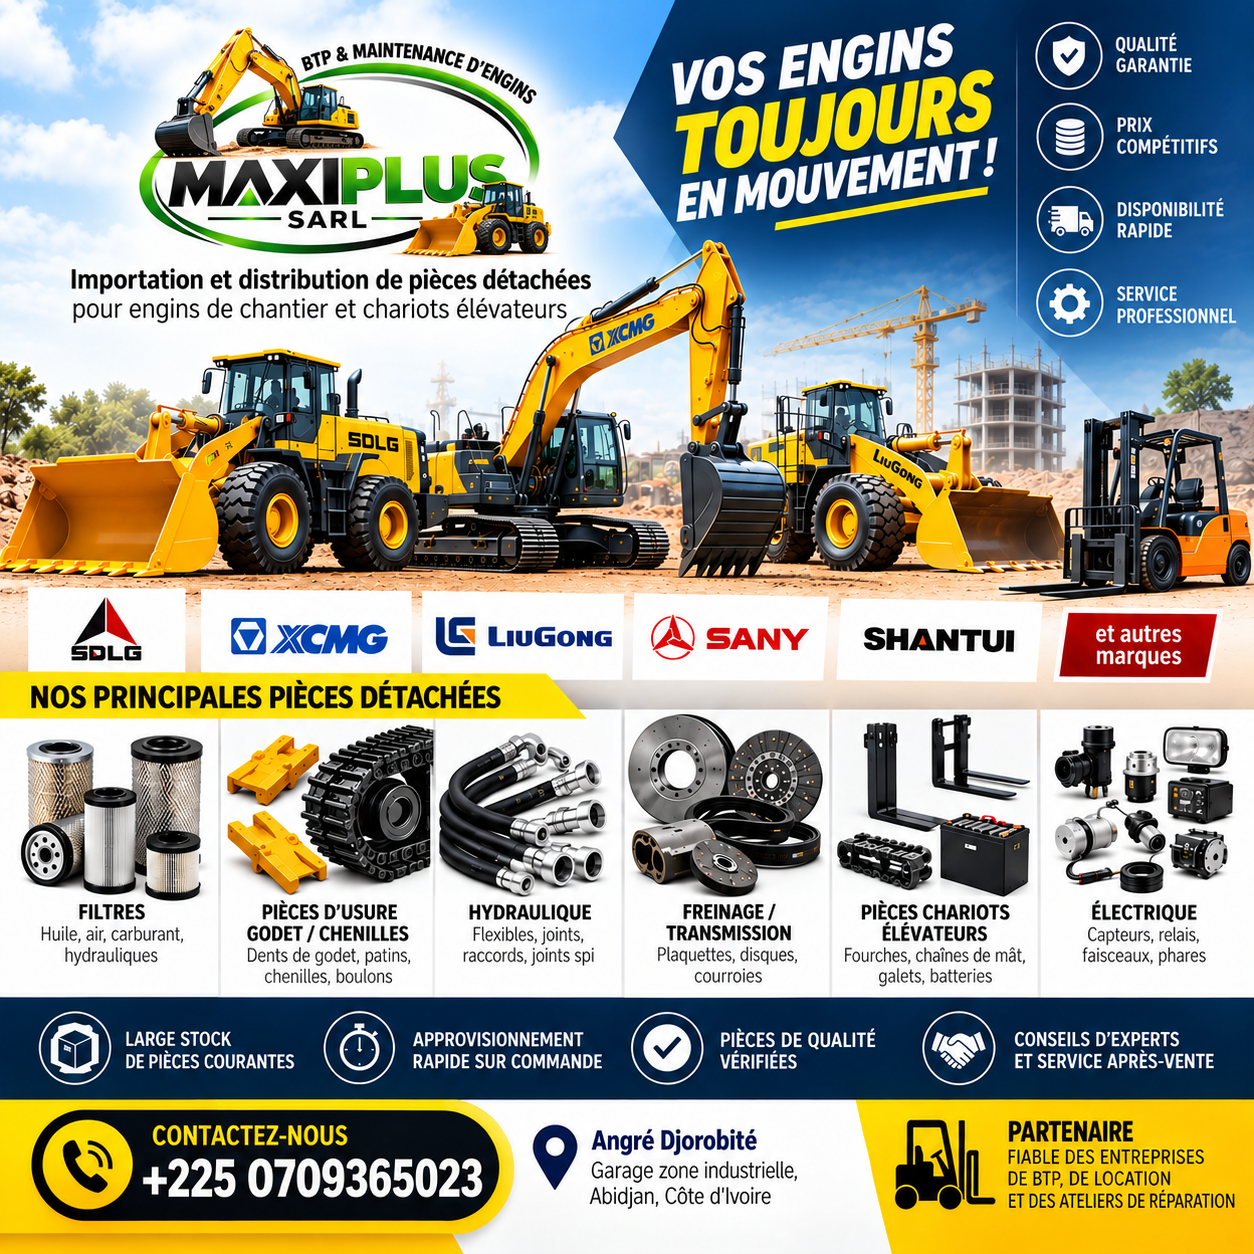 BTP & MAINTENANCE D'ENGINS
MAXIPLUS
SARL
Importation et distribution de pièces détachées
pour engins de chantier et chariots élévateurs
VOS ENGINS
TOUJOURS
EN MOUVEMENT !
QUALITÉ
GARANTIE
PRIX
COMPÉTITIFS
DISPONIBILITÉ
RAPIDE
SERVICE
PROFESSIONNEL
XCMG
SDLG
LIUGONG
SDLG
XCMG
LIUGONG
SANY
SHANTUI
et autres
marques
NOS PRINCIPALES PIÈCES DÉTACHÉES
FILTRES
Huile, air, carburant,
hydrauliques
PIÈCES D'USURE
GODET / CHENILLES
Dents de godet, patins,
chenilles, boulons
HYDRAULIQUE
Flexibles, joints,
raccords, joints spi
FREINAGE /
TRANSMISSION
Plaquettes, disques,
courroies
PIÈCES CHARIOTS
ÉLÉVATEURS
Fourches, chaînes de mât,
galets, batteries
ÉLECTRIQUE
Capteurs, relais,
faisceaux, phares
LARGE STOCK
DE PIÈCES COURANTES
APPROVISIONNEMENT
RAPIDE SUR COMMANDE
PIÈCES DE QUALITÉ
VÉRIFIÉES
CONSEILS D'EXPERTS
ET SERVICE APRÈS-VENTE
CONTACTEZ-NOUS
+225 0709365023
Angré Djorobité
Garage zone industrielle,
Abidjan, Côte d'Ivoire
PARTENAIRE
FIABLE DES ENTREPRISES
DE BTP, DE LOCATION
ET DES ATELIERS DE RÉPARATION